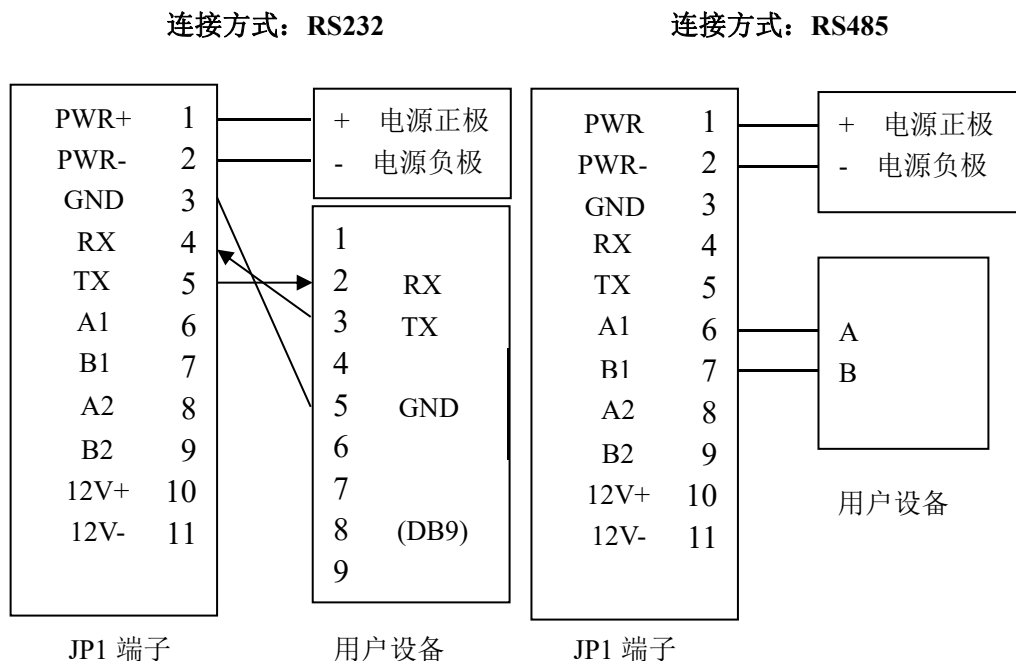 连接方式：RS232
PWR+ 1
PWR- 2
GND 3
RX 4
TX 5
A1 6
B1 7
A2 8
B2 9
12V+ 10
12V- 11
JP1 端子
+ 电源正极
- 电源负极
1
2 RX
3 TX
4
5 GND
6
7
8 (DB9)
9
用户设备
连接方式：RS485
PWR 1
PWR- 2
GND 3
RX 4
TX 5
A1 6
B1 7
A2 8
B2 9
12V+ 10
12V- 11
JP1 端子
+ 电源正极
- 电源负极
A
B
用户设备